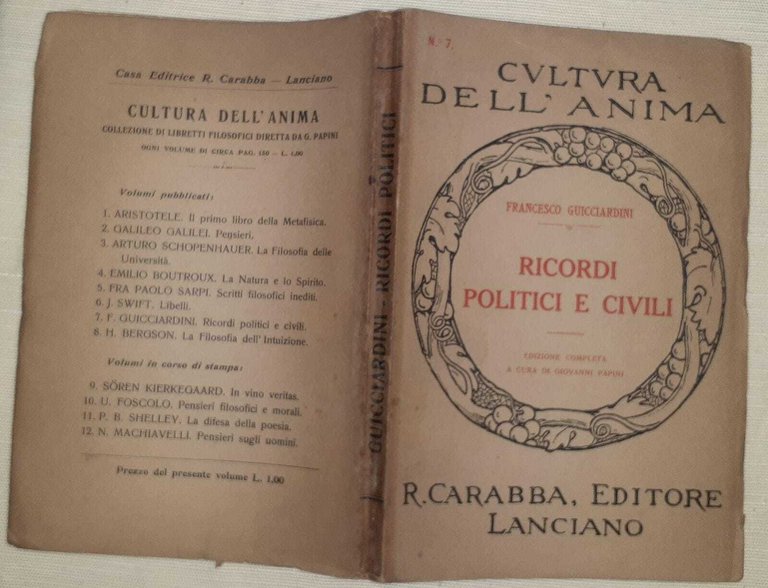 Casa Editrice R. Carabba — Lanciano
CULTURA DELL'ANIMA
COLLEZIONE DI LIBRETTI FILOSOFICI DIRETTA DA G. PAPINI
OGNI VOLUME DI CIRCA PAG. 150 – L. 1,00
Volumi pubblicati:
1. ARISTOTELE. Il primo libro della Metafisica.
2. GALILEO GALILEI. Pensieri.
3. ARTURO SCHOPENHAUER. La Filosofia delle
Università.
4. EMILIO BOUTROUX. La Natura e lo Spirito.
5. FRA PAOLO SARPI. Scritti filosofici inediti.
6. J. SWIFT. Libelli.
7. F. GUICCIARDINI. Ricordi politici e civili.
8. H. BERGSON. La Filosofia dell'Intuizione.
Volumi in corso di stampa:
9. SÖREN KIERKEGAARD. In vino veritas.
10. U. FOSCOLO. Pensieri filosofici e morali.
11. P. B. SHELLEY. La difesa della poesia.
12. N. MACHIAVELLI. Pensieri sugli uomini.
Prezzo del presente volume L. 1.00
GUICCIARDINI - RICORDI POLITICI
N.º 7
CVLTVRA
DELL'ANIMA
FRANCESCO GUICCIARDINI
RICORDI
POLITICI E CIVILI
EDIZIONE COMPLETA
A CURA DI GIOVANNI PAPINI
R. CARABBA, EDITORE
LANCIANO